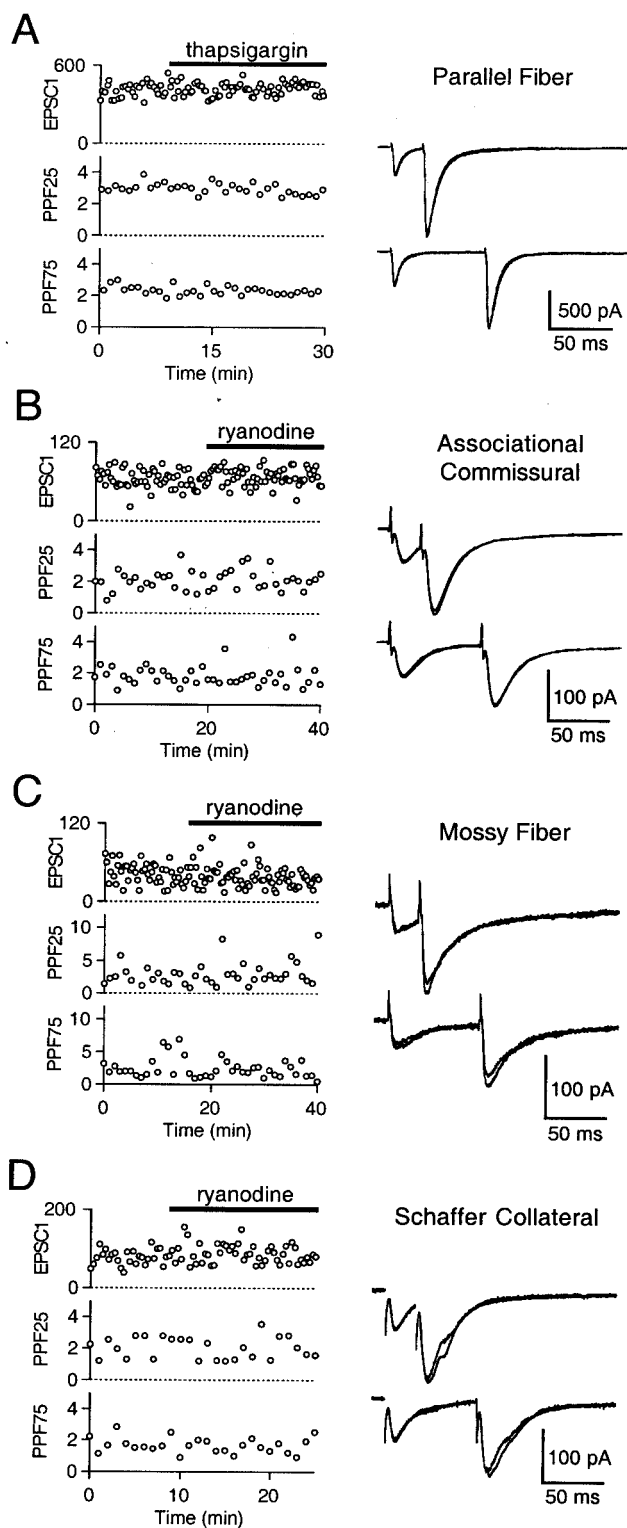 A
thapsigargin
600
0
EPSC1
4
2
0
PPF25
4
2
0
PPF75
0 15 30
Time (min)
Parallel Fiber
500 pA
50 ms
B
ryanodine
120
0
EPSC1
4
2
0
PPF25
4
2
0
PPF75
0 20 40
Time (min)
Associational
Commissural
100 pA
50 ms
C
ryanodine
120
0
EPSC1
10
5
0
PPF25
10
5
0
PPF75
0 20 40
Time (min)
Mossy Fiber
100 pA
50 ms
D
ryanodine
200
0
EPSC1
4
2
0
PPF25
4
2
0
PPF75
0 10 20
Time (min)
Schaffer Collateral
100 pA
50 ms